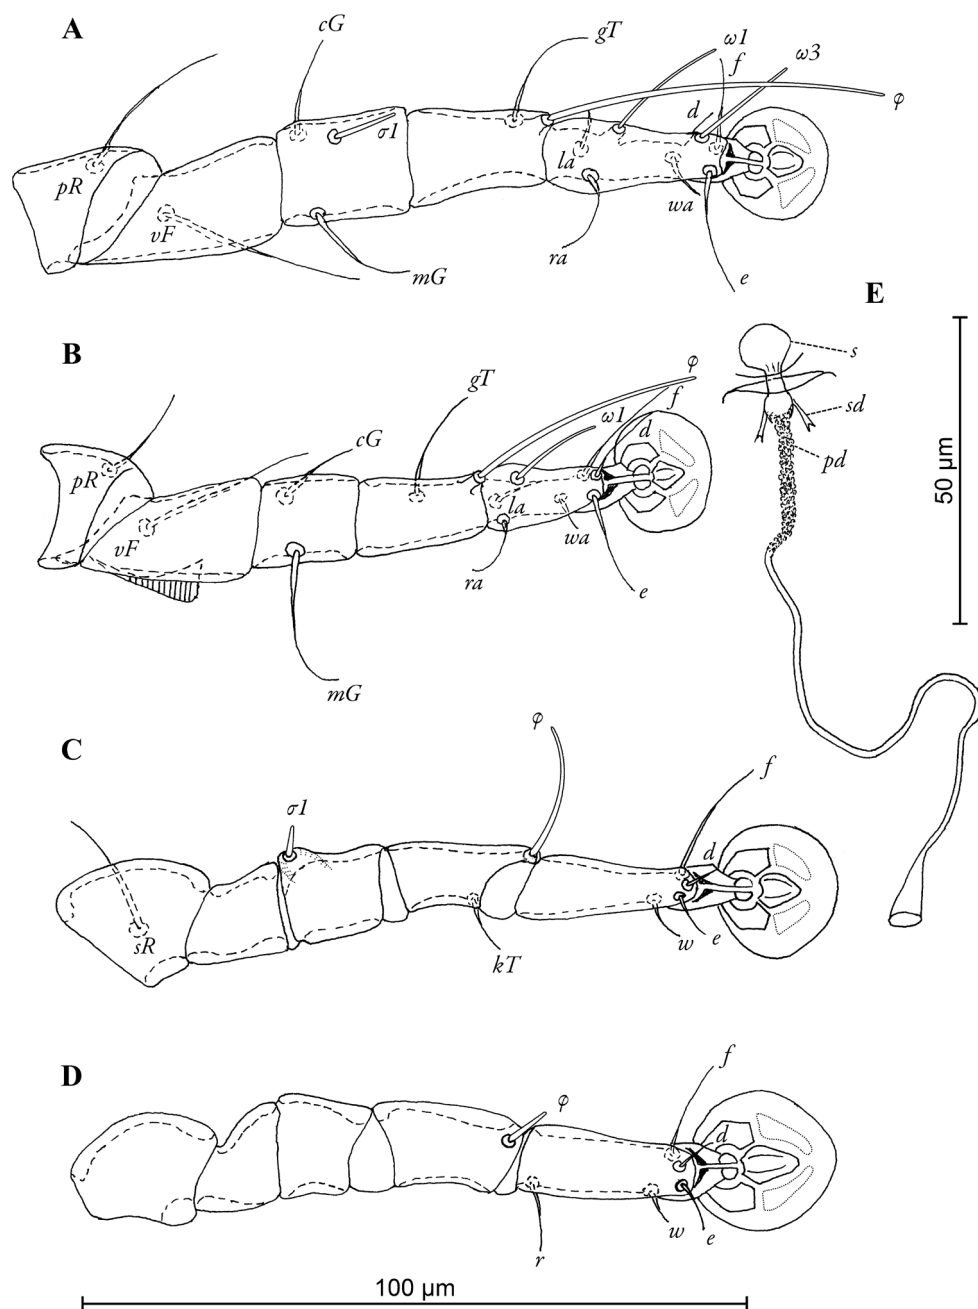 A
cG
gT
ω1
f
ω3
φ
d
σ1
pR
la
vF
wa
ra
mG
e
E
B
φ
gT
f
s
ω1
cG
d
sd
pR
pd
la
vF
wa
ra
e
50 µm
mG
C
φ
f
σ1
d
sR
w
e
kT
D
f
φ
d
w
e
r
100 µm